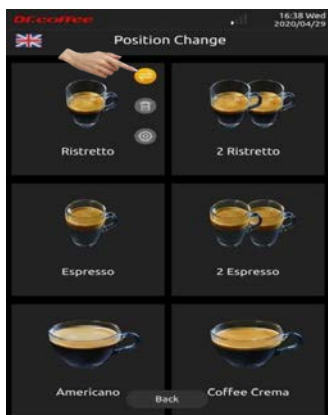 Dr.coffee
16:38 Wed
2020/04/29
Position Change
Ristretto
2 Ristretto
Espresso
2 Espresso
Americano
Coffee Crema
Back